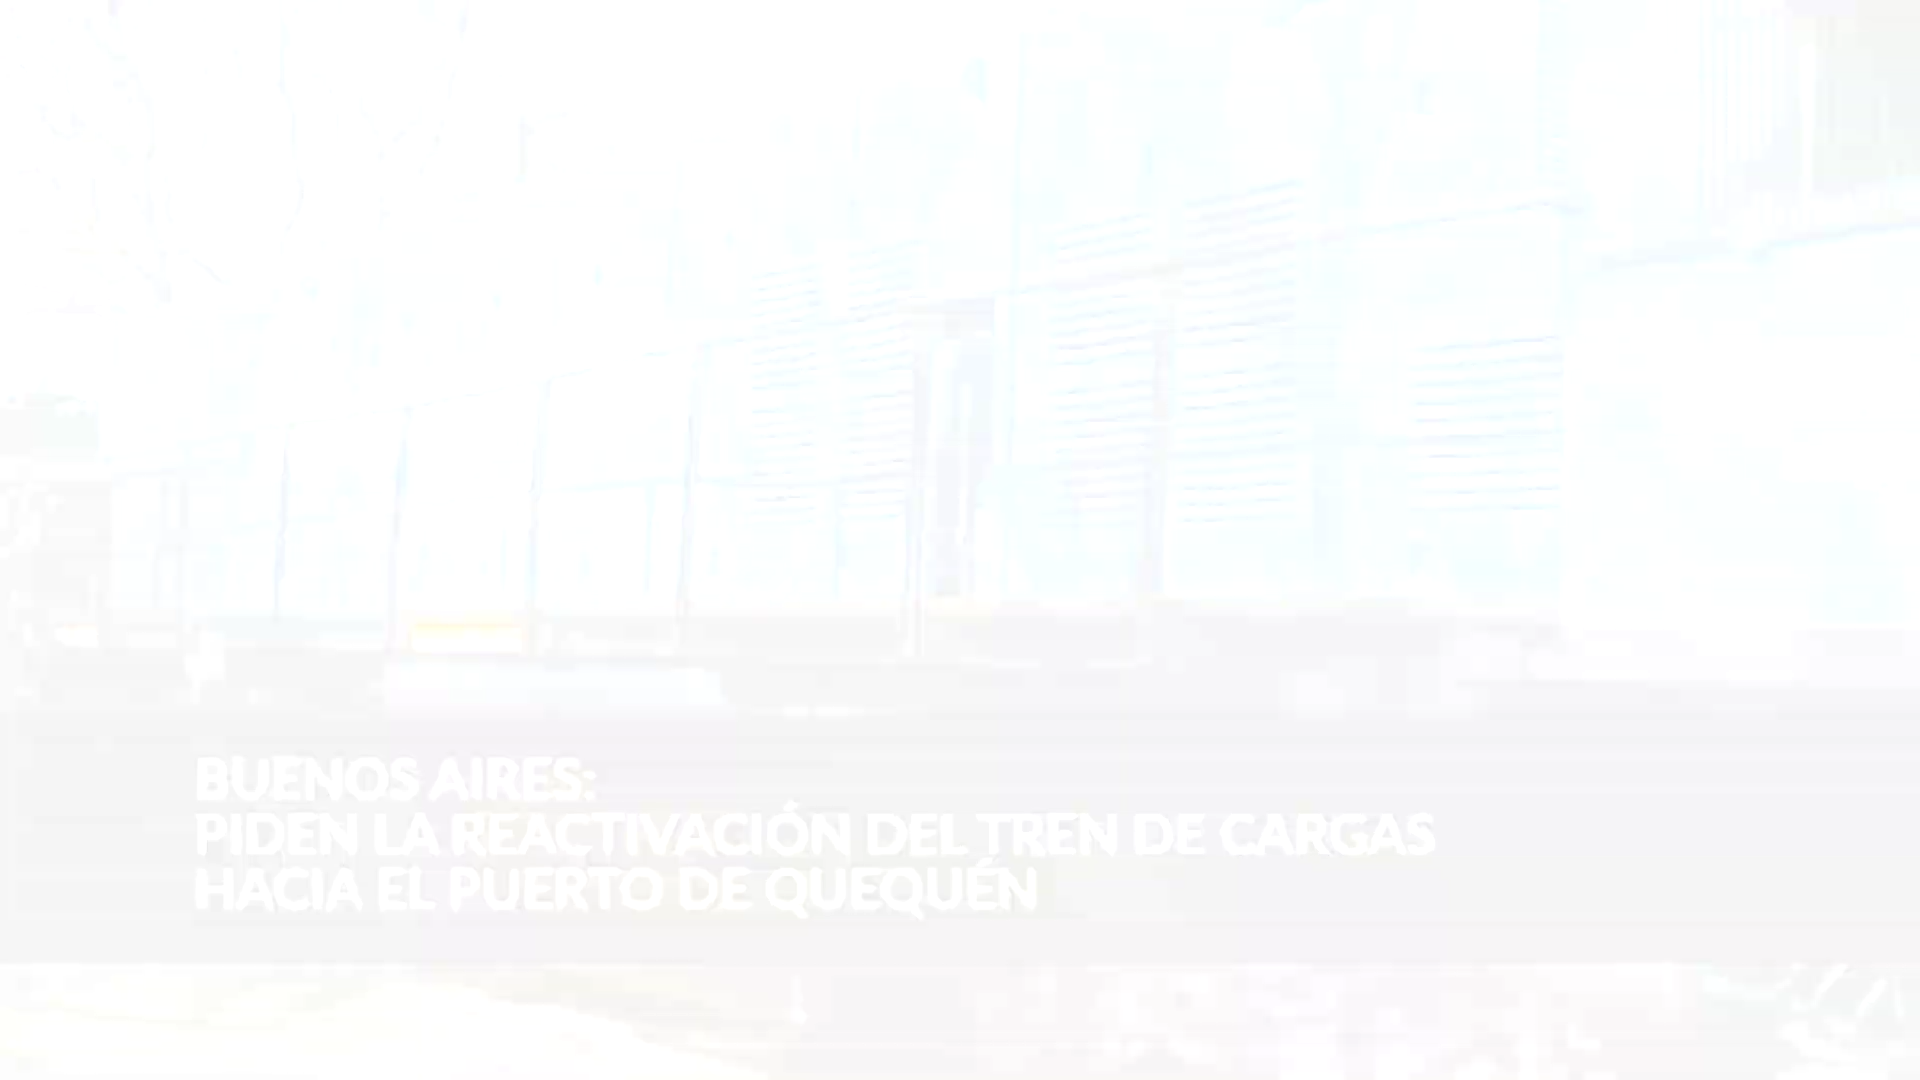 BUENOS AIRES:
PIDEN LA REACTIVACIÓN DEL TREN DE CARGAS
HACIA EL PUERTO DE QUEQUÉN